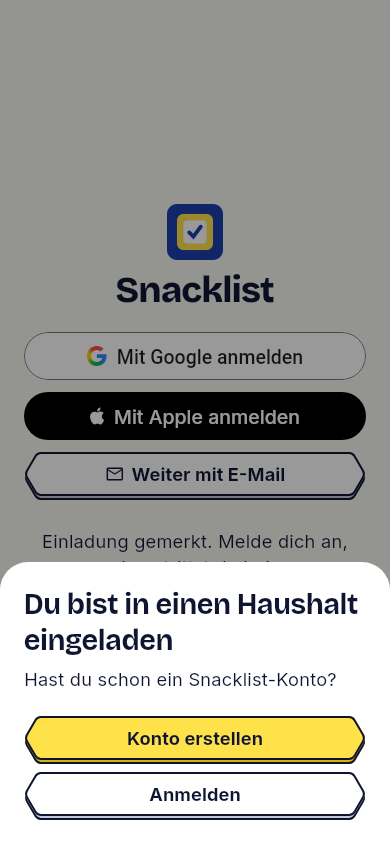 Snacklist
Mit Google anmelden
Mit Apple anmelden
Weiter mit E-Mail
Einladung gemerkt. Melde dich an,
Du bist in einen Haushalt
eingeladen
Hast du schon ein Snacklist-Konto?
Konto erstellen
Anmelden